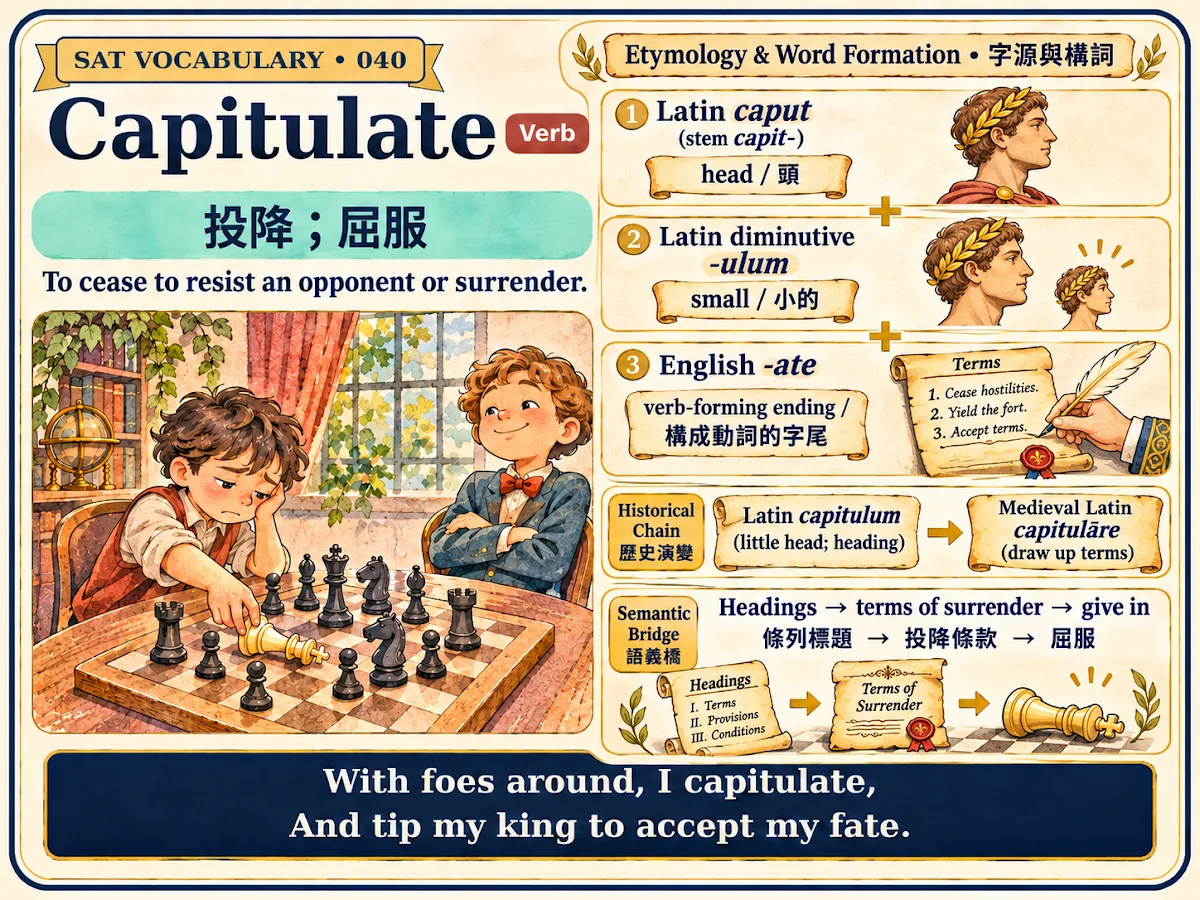 SAT VOCABULARY • 040
Capitulate
Verb
投降；屈服
To cease to resist an opponent or surrender.
Etymology & Word Formation • 字源與構詞
1 Latin caput
(stem capit-)
head / 頭
+
2 Latin diminutive
-ulum
small / 小的
+
3 English -ate
verb-forming ending /
構成動詞的字尾
Terms
1. Cease hostilities.
2. Yield the fort.
3. Accept terms.
Historical
Chain
歷史演變
Latin capitulum
(little head; heading)
Medieval Latin
capitulāre
(draw up terms)
Semantic
Bridge
語義橋
Headings → terms of surrender → give in
條列標題 → 投降條款 → 屈服
Headings
I. Terms
II. Provisions
III. Conditions
Terms of
Surrender
With foes around, I capitulate,
And tip my king to accept my fate.